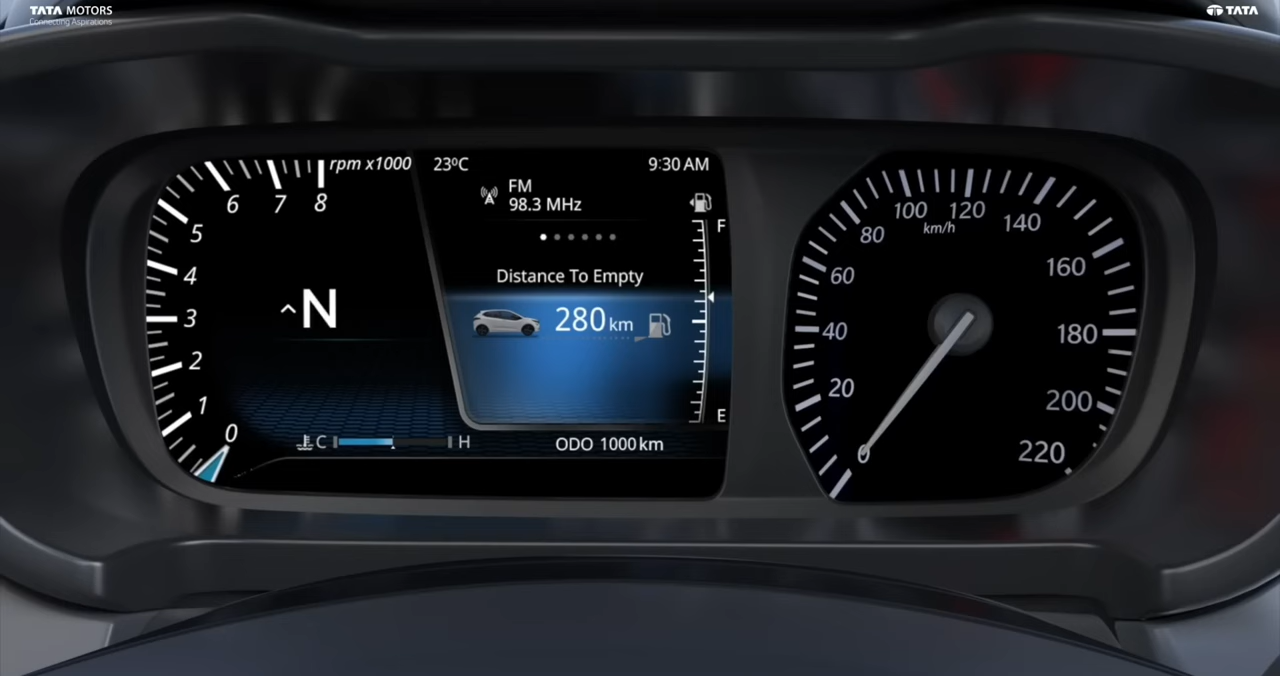 TATA MOTORS
Connecting Aspirations
TATA
rpm x1000
23ºC
9:30 AM
FM
98.3 MHz
6 7 8
5
4
3
2
1
0
^N
F
Distance To Empty
280 km
E
C H
ODO 1000 km
100 120 140
km/h
80
60
160
40
180
20
200
0
220